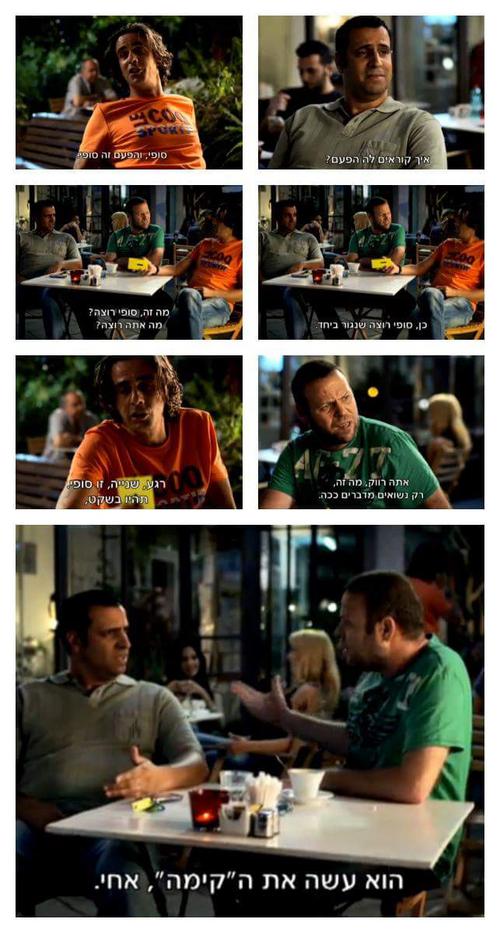 איך קוראים לה הפעם?
סופי, והפעם זה סופי.
כן, סופי רוצה שנגור ביחד.
מה זה, סופי רוצה?
מה אתה רוצה?
אתה רווק, מה זה,
רק נשואים מדברים ככה.
רגע, שנייה, זו סופי,
תהיו בשקט,
הוא עשה את ה"קימה", אחי.